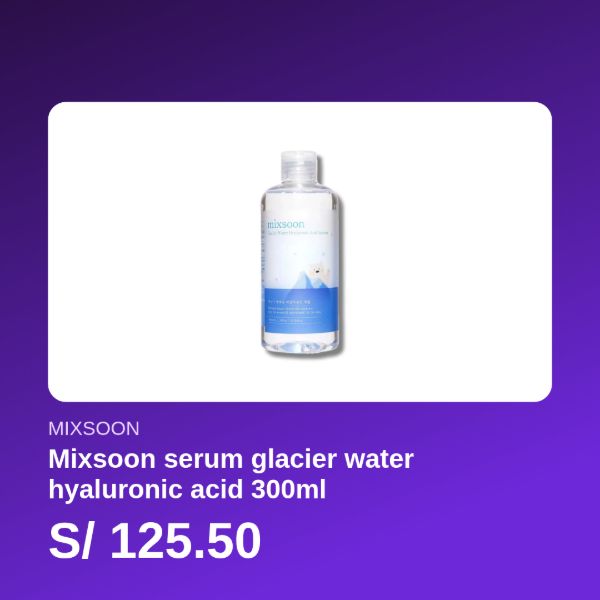 mixsoon
MIXSOON
Mixsoon serum glacier water
hyaluronic acid 300ml
S/ 125.50